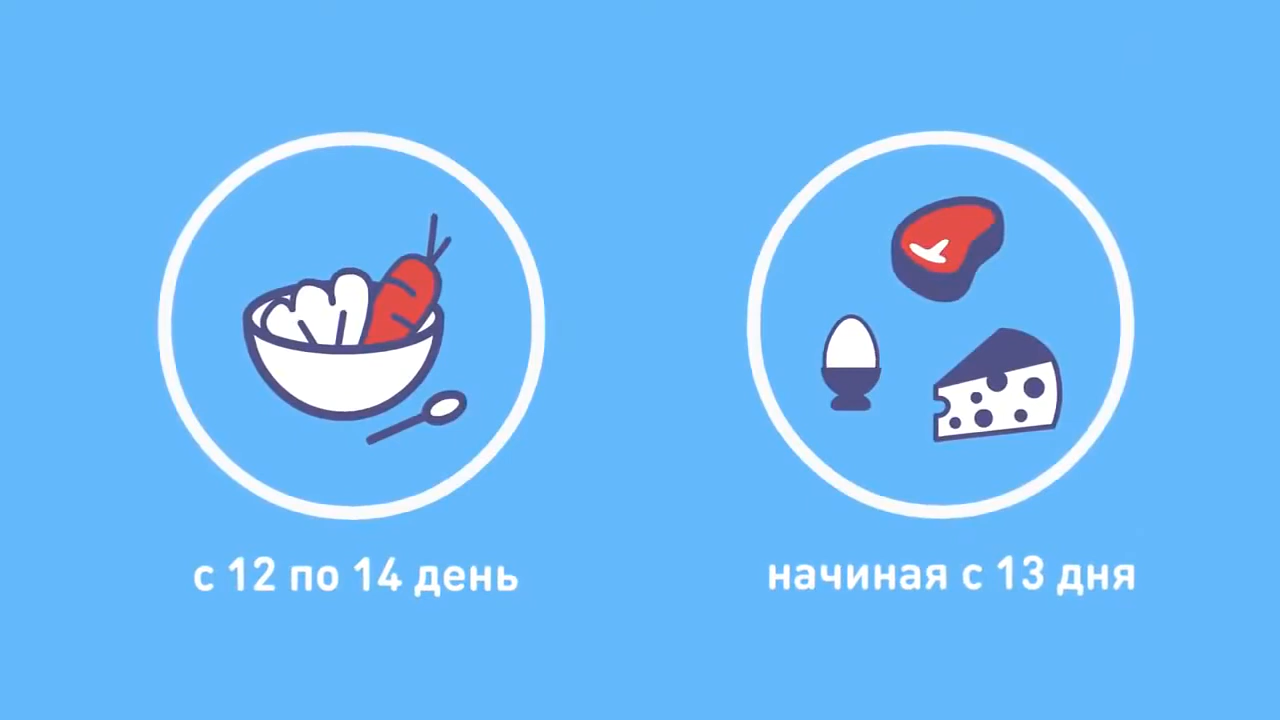 с 12 по 14 день
начиная с 13 дня